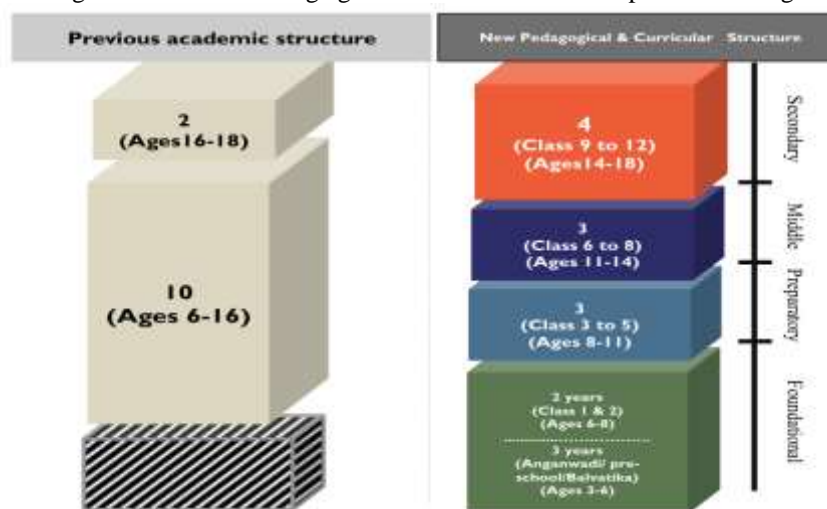 Previous academic structure
2
(Ages16-18)
10
(Ages 6-16)
New Pedagogical & Curricular Structure
4
(Class 9 to 12)
(Ages14-18)
3
(Class 6 to 8)
(Ages 11-14)
3
(Class 3 to 5)
(Ages 8-11)
2 years
(Class 1 & 2)
(Ages 6-8)
3 years
(Anganwadi/ pre-
school/Balvatika)
(Ages 3-6)
Secondary
Middle
Preparatory
Foundational